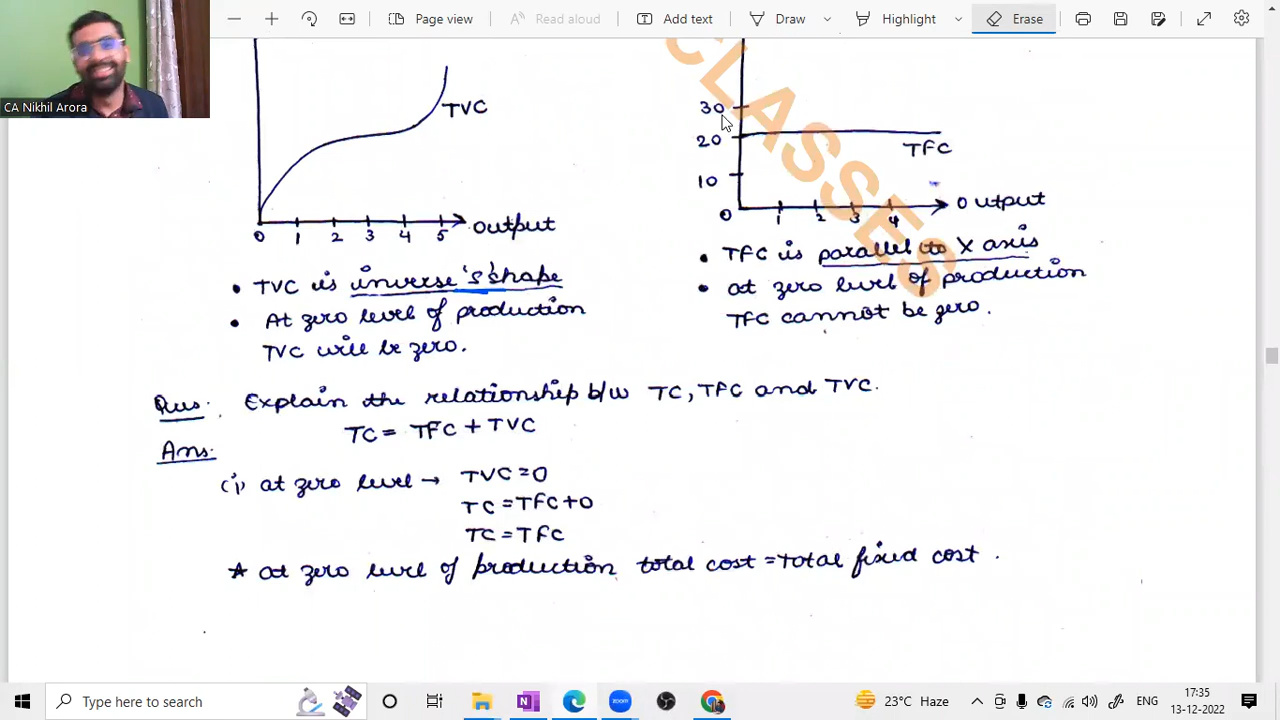 Page view
Read aloud
Add text
Draw
Highlight
Erase
CA Nikhil Arora
CLASSES
TVC
0 1 2 3 4 5 output
30
20
10
0
TFC
1 2 3 4 output
• TVC is inverse 'S' shape
• At zero level of production
TVC will be zero.
• TFC is parallel to X axis
• at zero level of production
TFC cannot be zero.
Qus. Explain the relationship b/w TC, TFC and TVC.
TC = TFC + TVC
Ans.
(i) at zero level → TVC=0
TC = TFC+0
TC = TFC
* at zero level of production total cost = Total fixed cost.
Type here to search
23°C Haze
ENG
US
7:35
13-12-2022